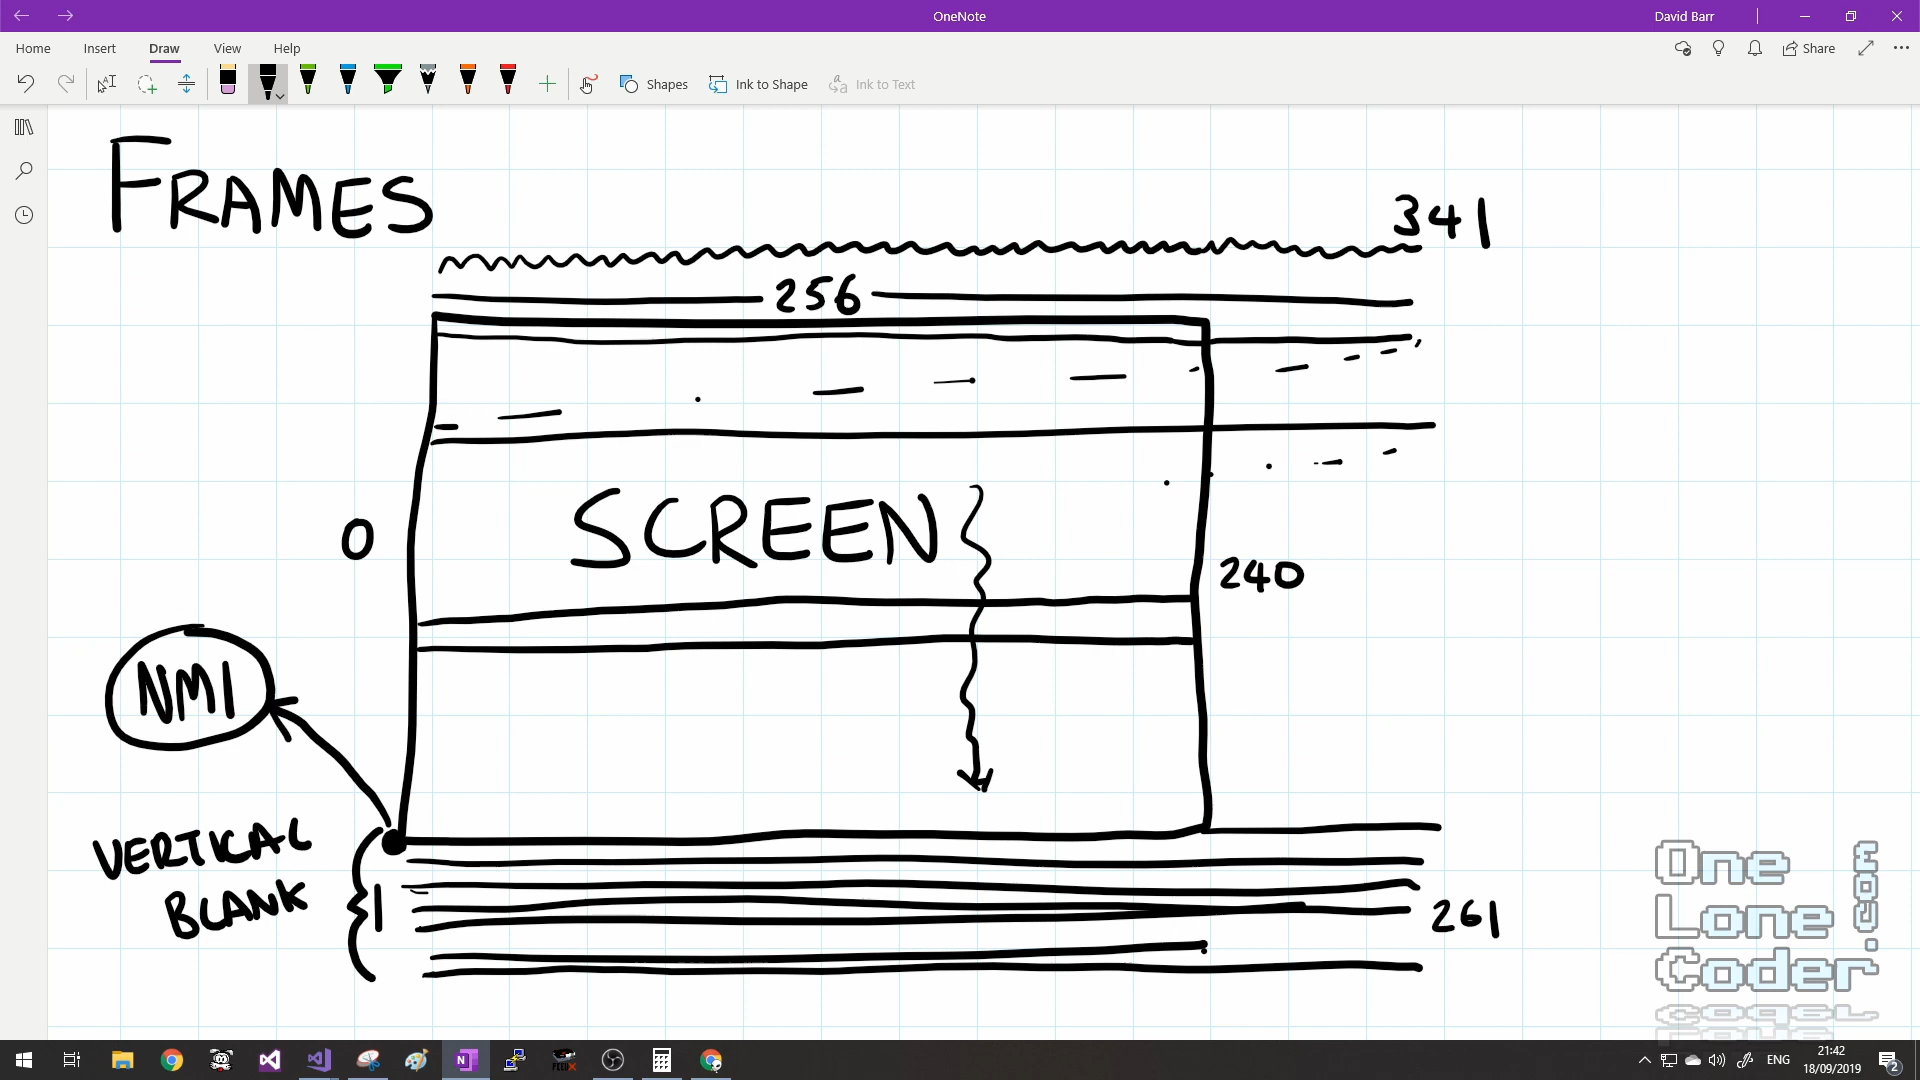 OneNote
David Barr
Home Insert Draw View Help
Share
Shapes
Ink to Shape
Ink to Text
FRAMES
341
256
SCREEN
0
240
NMI
VERTICAL
BLANK
1
261
One
Lone
Coder
.com
ENG
21:42
18/09/2019
2